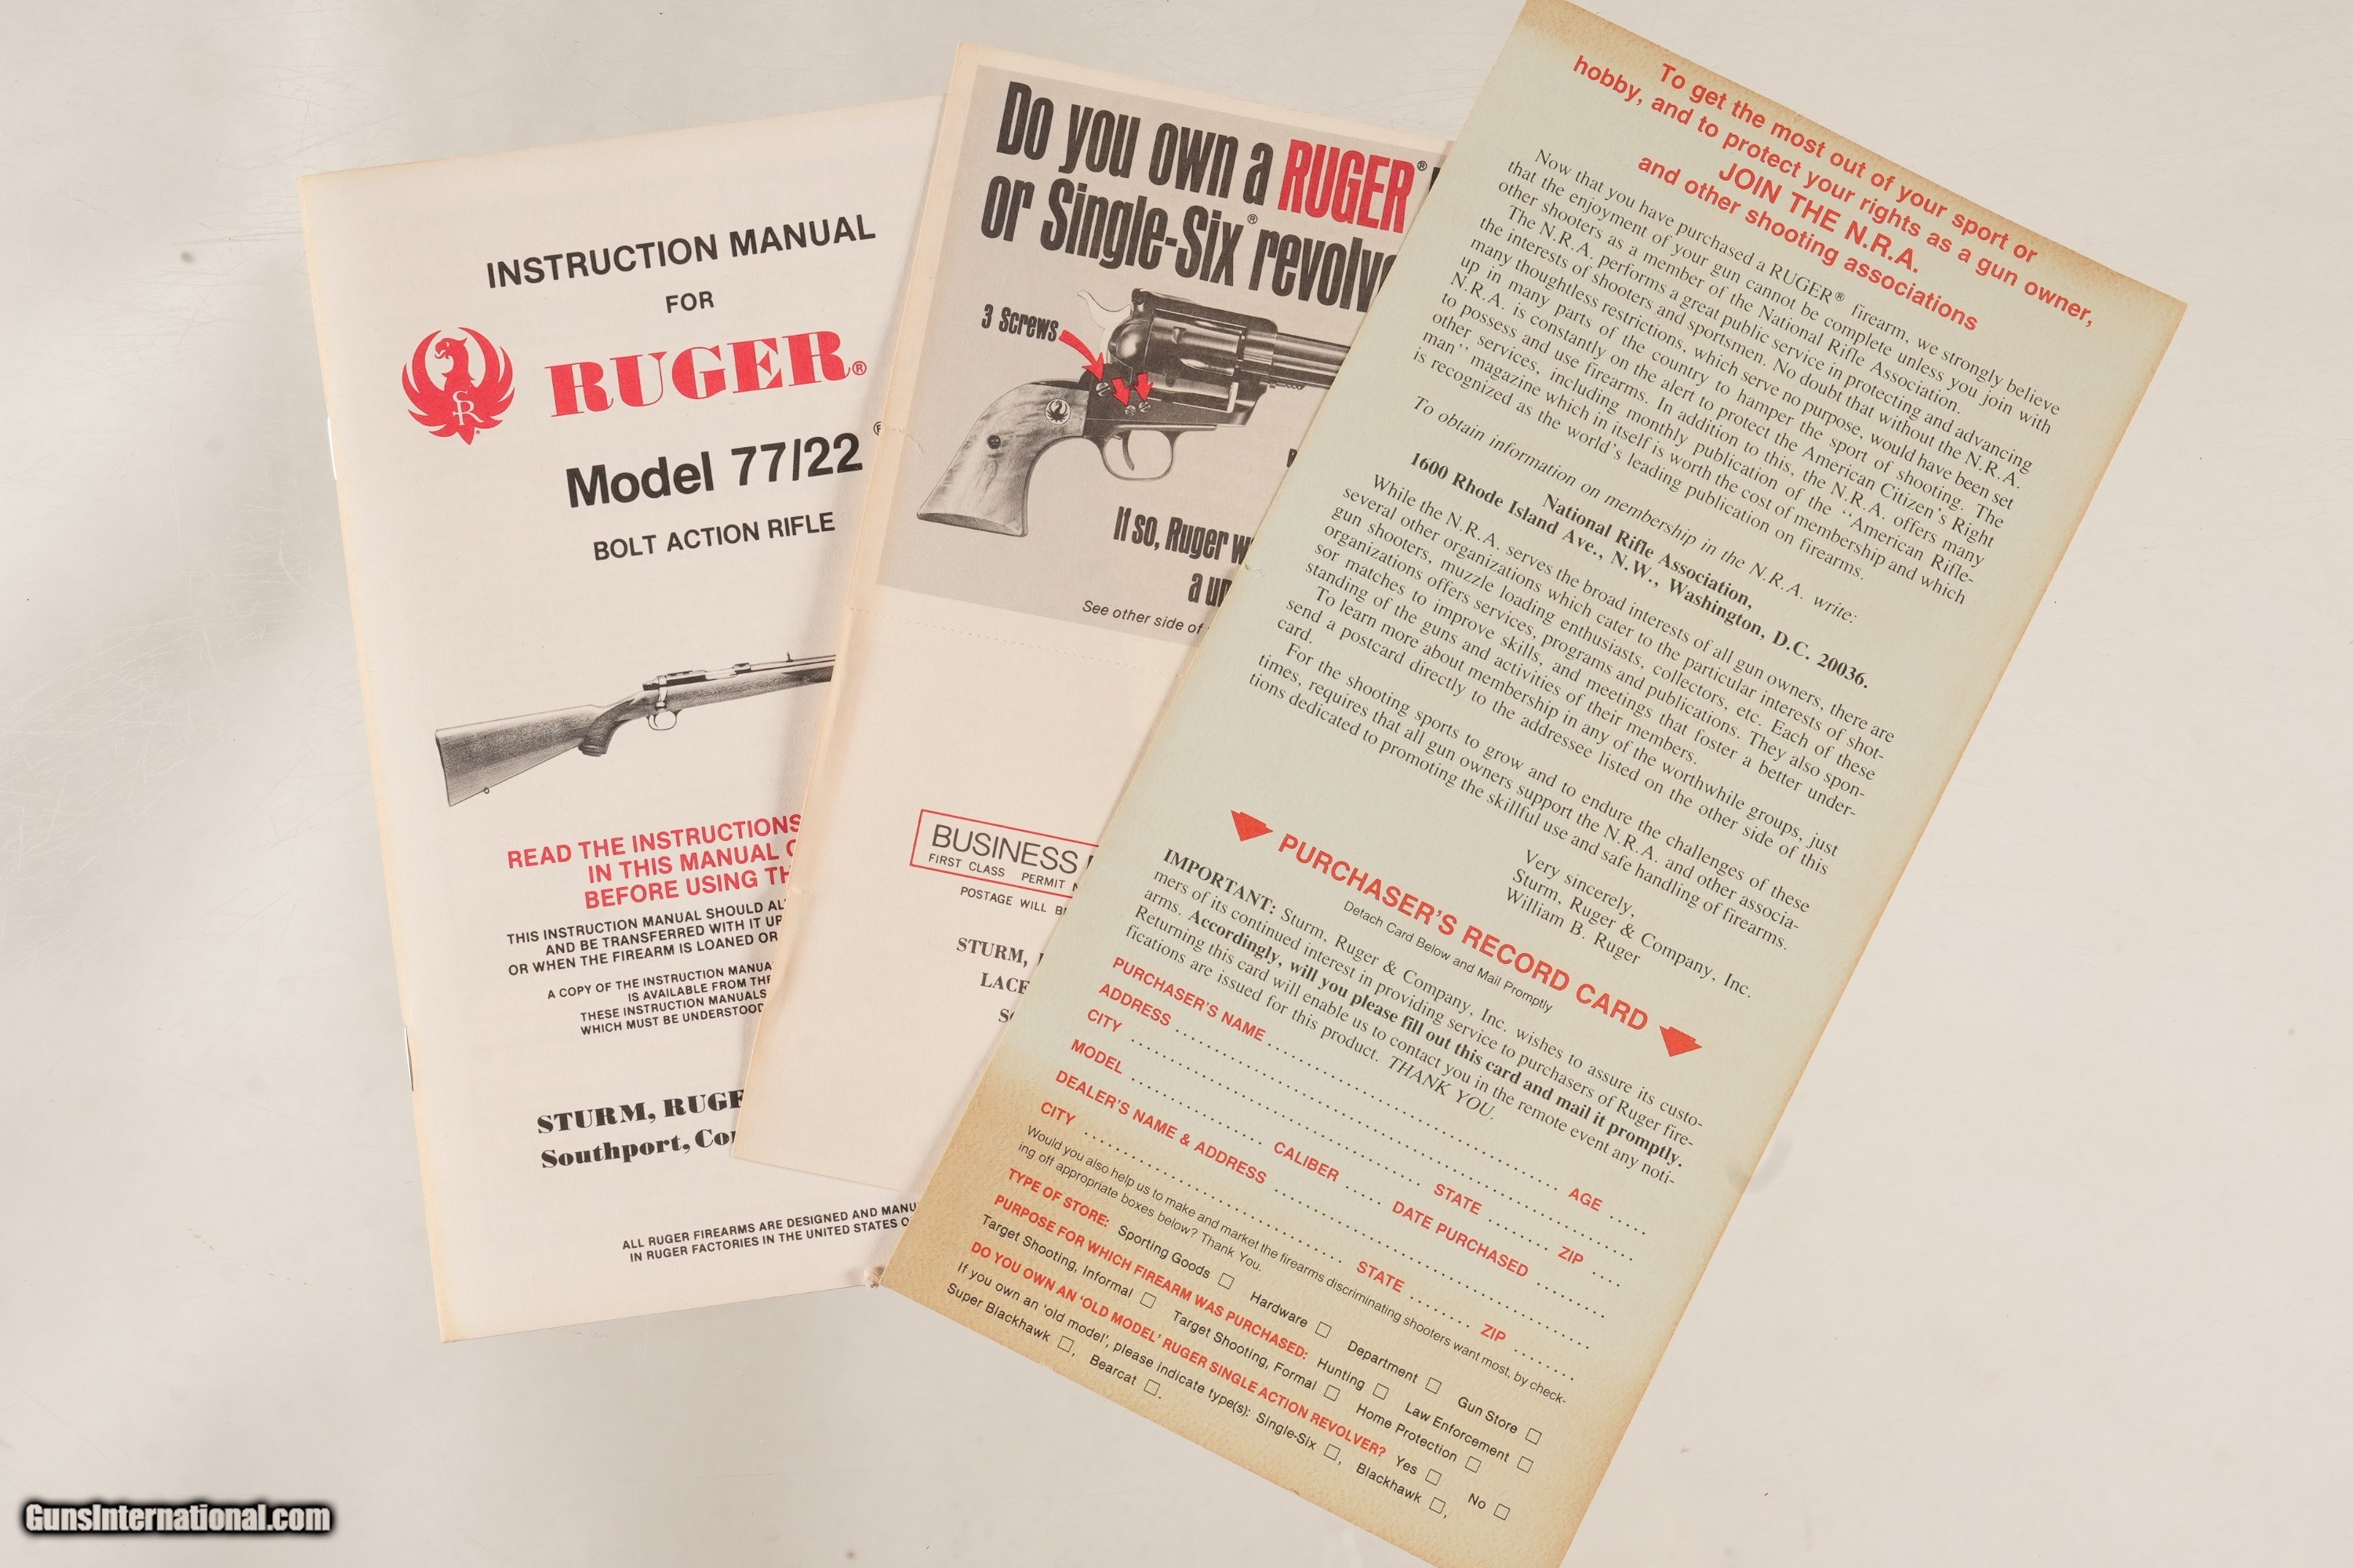 INSTRUCTION MANUAL
FOR
RUGER®
Model 77/22®
BOLT ACTION RIFLE
READ THE INSTRUCTIONS
IN THIS MANUAL
BEFORE USING
THIS INSTRUCTION MANUAL SHOULD
AND BE TRANSFERRED WITH IT
OR WHEN THE FIREARM IS LOANED OR
A COPY OF THE INSTRUCTION
IS AVAILABLE FROM
THESE INSTRUCTION MANUALS
WHICH MUST BE UNDERSTOOD
STURM,
Southport,
ALL RUGER FIREARMS ARE DESIGNED AND
IN RUGER FACTORIES IN THE UNITED STATES
Do you own a RUGER®
or Single-Six®
3 Screws
If so, Ruger
a
See other side of
BUSINESS
FIRST CLASS PERMIT
POSTAGE WILL
STURM,
To get the most out of your sport or
hobby, and to protect your rights as a gun owner,
JOIN THE N.R.A.
and other shooting associations
Now that you have purchased a RUGER® firearm, we strongly believe
that the enjoyment of your gun cannot be complete unless you join with
other shooters as a member of the National Rifle Association.
The N.R.A. performs a great public service in protecting and advancing
the interests of shooters and sportsmen. No doubt that without the N.R.A.
many thoughtless restriction, which serve no purpose, would have been set
up in many parts of the country to hamper the sport of shooting. The
N.R.A. is constantly on the alert to protect the American Citizen's Right
to possess and use firearms. In addition to this, the N.R.A. offers many
other services, including monthly publication of the ‘‘American Rifle-
man’’ magazine which in itself is worth the cost of membership and which
is recognized as the world's leading publication on firearms.
To obtain information on membership in the N.R.A. write:
National Rifle Association,
1600 Rhode Island Ave., N.W., Washington, D.C. 20036.
While the N.R.A. serves the broad interests of all gun owners, there are
several other organizations which cater to the particular interests of shot-
gun shooters, muzzle loading enthusiasts, collectors, etc. Each of these
organizations offers services, programs and publications. They also spon-
sor matches to improve skills, and meetings that foster a better under-
standing of the guns and activities of their members.
To learn more about membership in any of the worthwhile groups, just
send a postcard directly to the addressee listed on the other side of this
card.
For the shooting sports to grow and to endure the challenges of these
times, requires that all gun owners support the N.R.A. and other associa-
tions dedicated to promoting the skillful use and safe handling of firearms.
Very sincerely,
Sturm, Ruger & Company, Inc.
William B. Ruger
PURCHASER'S RECORD CARD
Detach Card Below and Mail Promptly
IMPORTANT: Sturm, Ruger & Company, Inc. wishes to assure its custo-
mers of its continued interest in providing service to purchasers of Ruger fire-
arms. Accordingly, will you please fill out this card and mail it promptly.
Returning this card will enable us to contact you in the remote event any noti-
fications are issued for this product. THANK YOU.
PURCHASER'S NAME AGE
ADDRESS
CITY STATE ZIP
MODEL CALIBER DATE PURCHASED
DEALER'S NAME & ADDRESS
CITY STATE ZIP
Would you also help us to make and market the firearms discriminating shooters want most, by check-
ing off appropriate boxes below? Thank You.
TYPE OF STORE: Sporting Goods □ Hardware □ Department □ Gun Store □
PURPOSE FOR WHICH FIREARM WAS PURCHASED: Hunting □ Law Enforcement □
Target Shooting, Informal □ Target Shooting, Formal □ Home Protection □
DO YOU OWN AN ‘OLD MODEL’ RUGER SINGLE ACTION REVOLVER? Yes □ No □
If you own an ‘old model’, please indicate type(s): Single-Six □, Blackhawk □,
Super Blackhawk □, Bearcat □.
GunsInternational.com